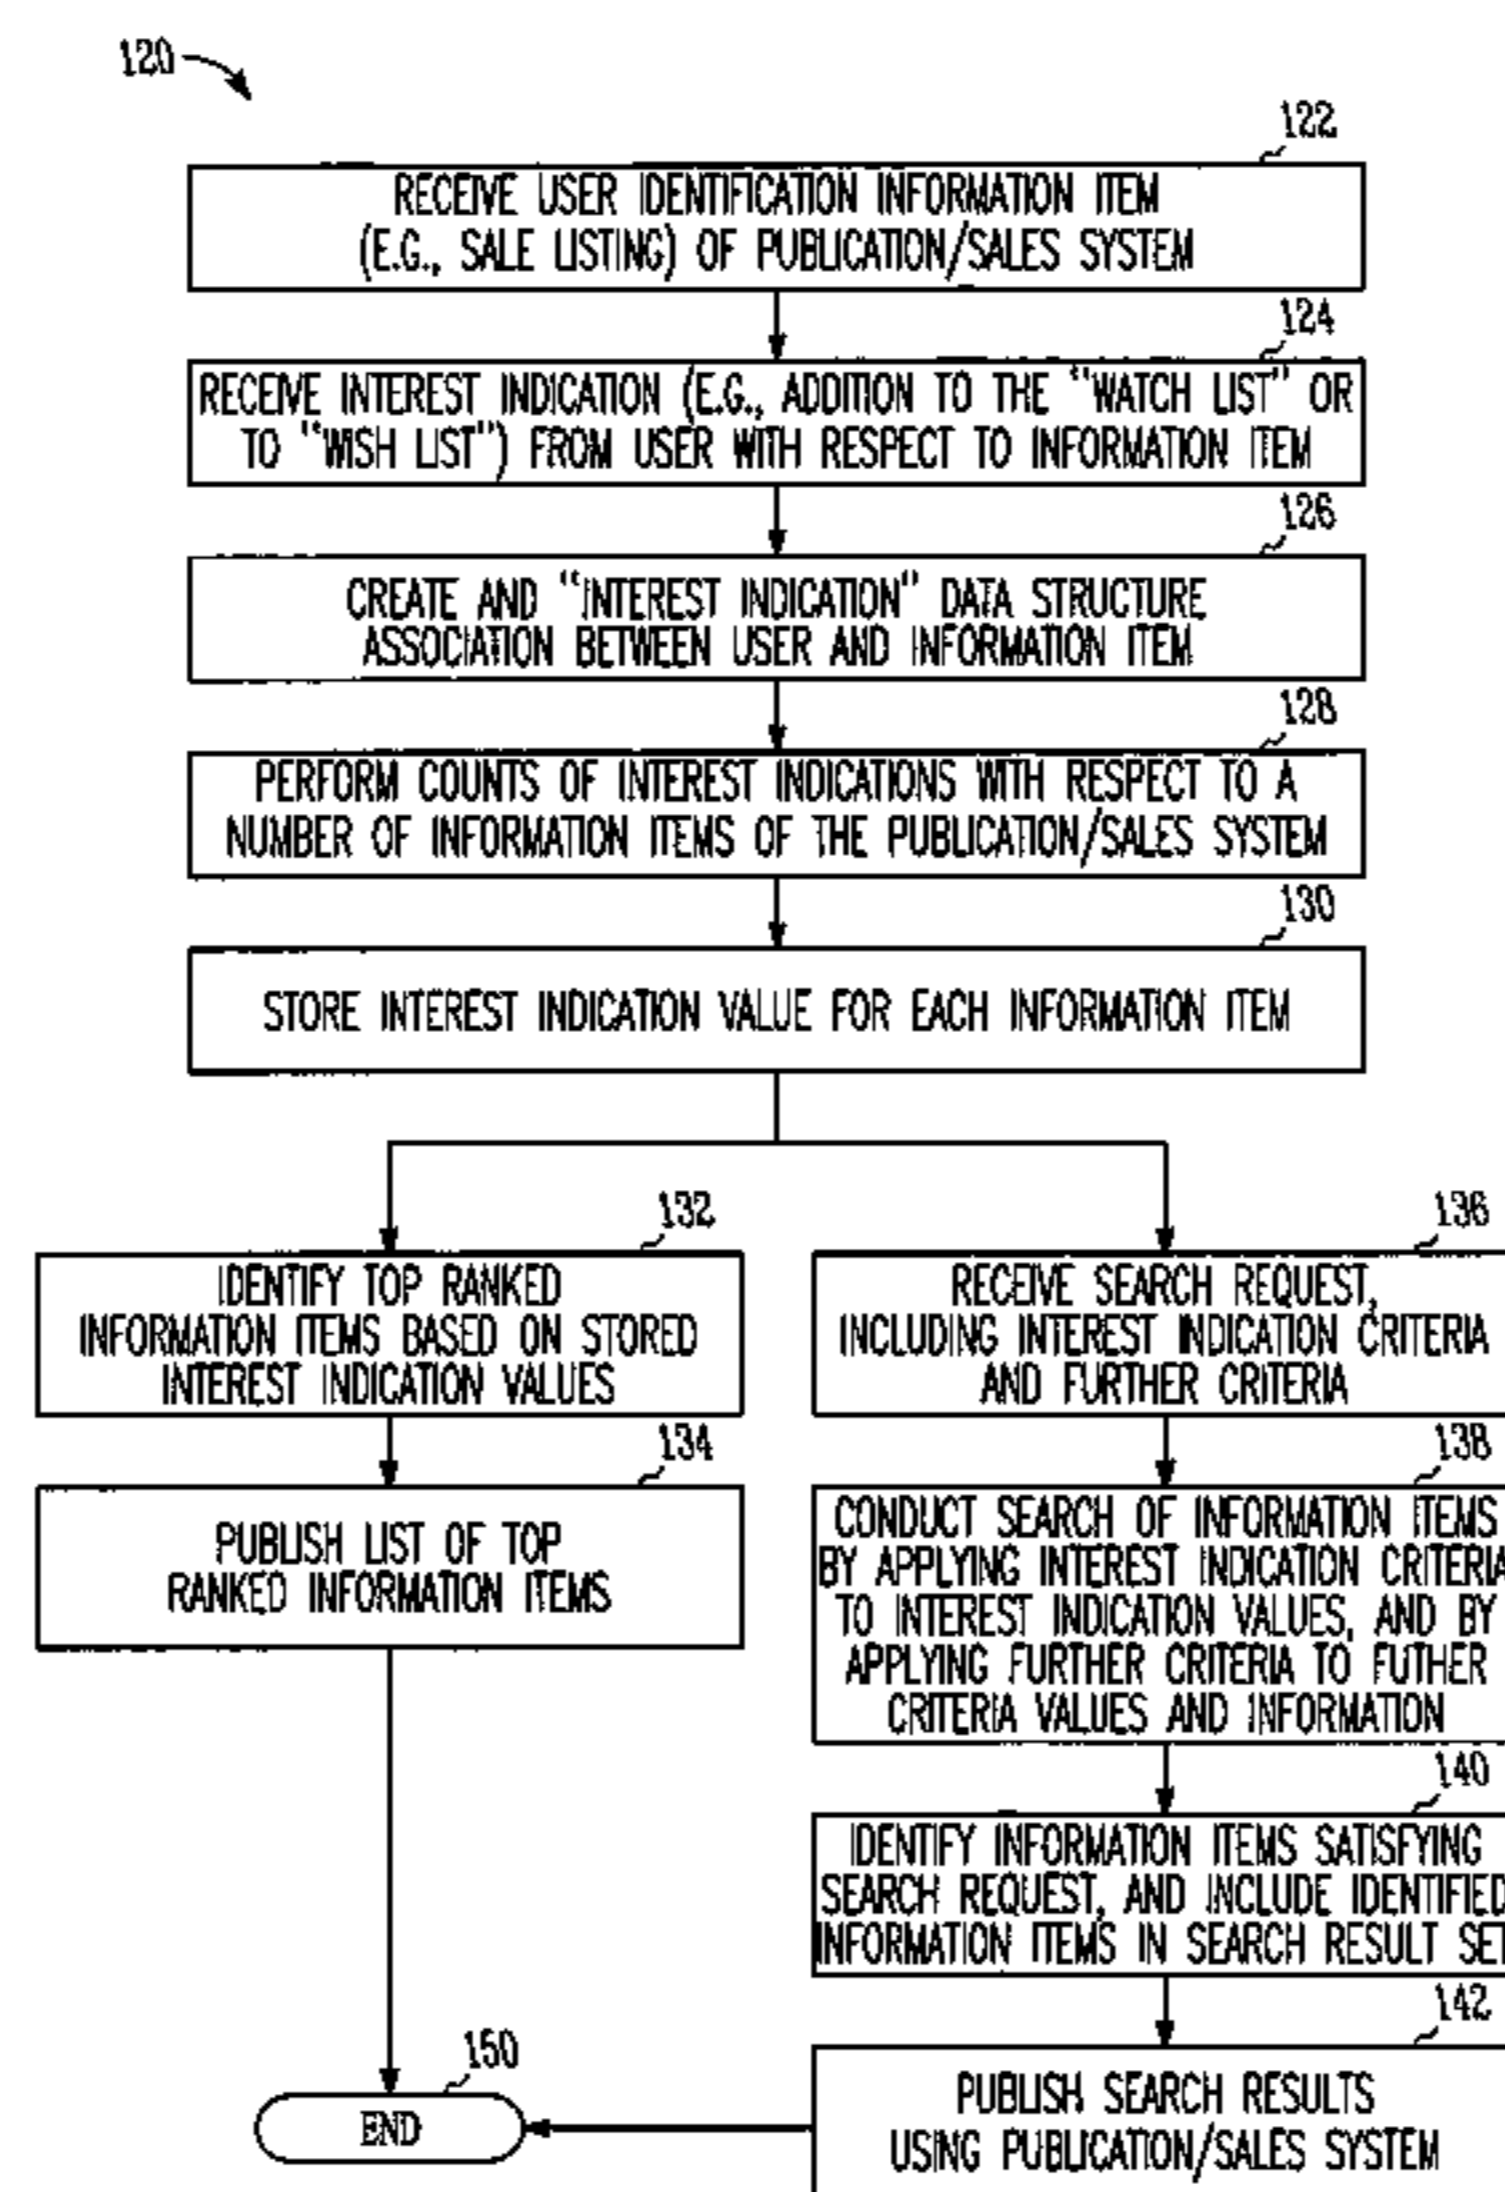 120
122
RECEIVE USER IDENTIFICATION INFORMATION ITEM
(E.G., SALE LISTING) OF PUBLICATION/SALES SYSTEM
124
RECEIVE INTEREST INDICATION (E.G., ADDITION TO THE "WATCH LIST" OR
TO "WISH LIST") FROM USER WITH RESPECT TO INFORMATION ITEM
126
CREATE AND "INTEREST INDICATION" DATA STRUCTURE
ASSOCIATION BETWEEN USER AND INFORMATION ITEM
128
PERFORM COUNTS OF INTEREST INDICATIONS WITH RESPECT TO A
NUMBER OF INFORMATION ITEMS OF THE PUBLICATION/SALES SYSTEM
130
STORE INTEREST INDICATION VALUE FOR EACH INFORMATION ITEM
132
IDENTIFY TOP RANKED
INFORMATION ITEMS BASED ON STORED
INTEREST INDICATION VALUES
134
PUBLISH LIST OF TOP
RANKED INFORMATION ITEMS
136
RECEIVE SEARCH REQUEST,
INCLUDING INTEREST INDICATION CRITERIA
AND FURTHER CRITERIA
138
CONDUCT SEARCH OF INFORMATION ITEMS
BY APPLYING INTEREST INDICATION CRITERIA
TO INTEREST INDICATION VALUES, AND BY
APPLYING FURTHER CRITERIA TO FUTHER
CRITERIA VALUES AND INFORMATION
140
IDENTIFY INFORMATION ITEMS SATISFYING
SEARCH REQUEST, AND INCLUDE IDENTIFIED
INFORMATION ITEMS IN SEARCH RESULT SET
142
PUBLISH SEARCH RESULTS
USING PUBLICATION/SALES SYSTEM
150
END